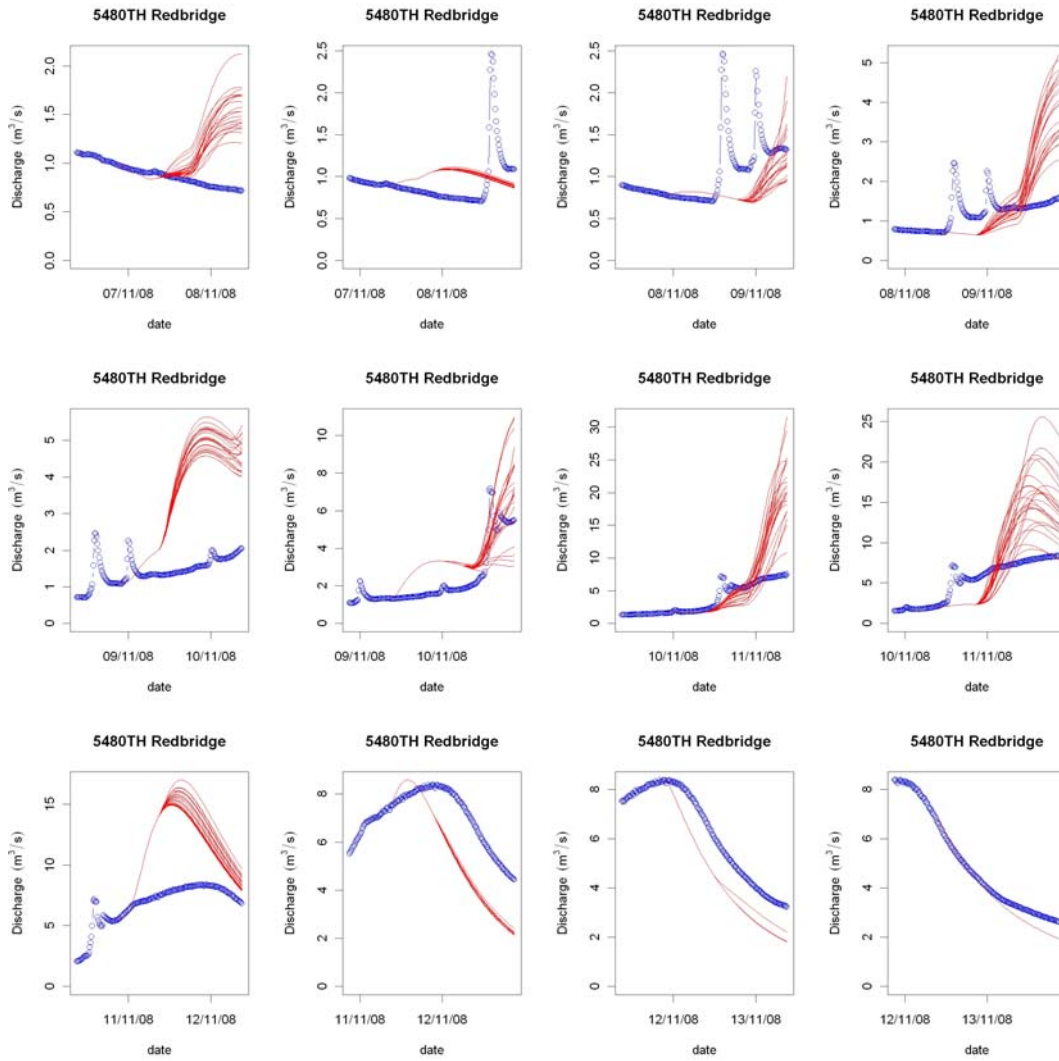 5480TH Redbridge
5480TH Redbridge
5480TH Redbridge
5480TH Redbridge
Discharge (m³/s)
0.0 0.5 1.0 1.5 2.0
07/11/08 08/11/08
date
Discharge (m³/s)
0.0 0.5 1.0 1.5 2.0 2.5
07/11/08 08/11/08
date
Discharge (m³/s)
0.0 0.5 1.0 1.5 2.0 2.5
08/11/08 09/11/08
date
Discharge (m³/s)
0 1 2 3 4 5
08/11/08 09/11/08
date
5480TH Redbridge
5480TH Redbridge
5480TH Redbridge
5480TH Redbridge
Discharge (m³/s)
0 1 2 3 4 5
09/11/08 10/11/08
date
Discharge (m³/s)
0 2 4 6 8 10
09/11/08 10/11/08
date
Discharge (m³/s)
0 5 10 15 20 25 30
10/11/08 11/11/08
date
Discharge (m³/s)
0 5 10 15 20 25
10/11/08 11/11/08
date
5480TH Redbridge
5480TH Redbridge
5480TH Redbridge
5480TH Redbridge
Discharge (m³/s)
0 5 10 15
11/11/08 12/11/08
date
Discharge (m³/s)
0 2 4 6 8
11/11/08 12/11/08
date
Discharge (m³/s)
0 2 4 6 8
12/11/08 13/11/08
date
Discharge (m³/s)
0 2 4 6 8
12/11/08 13/11/08
date